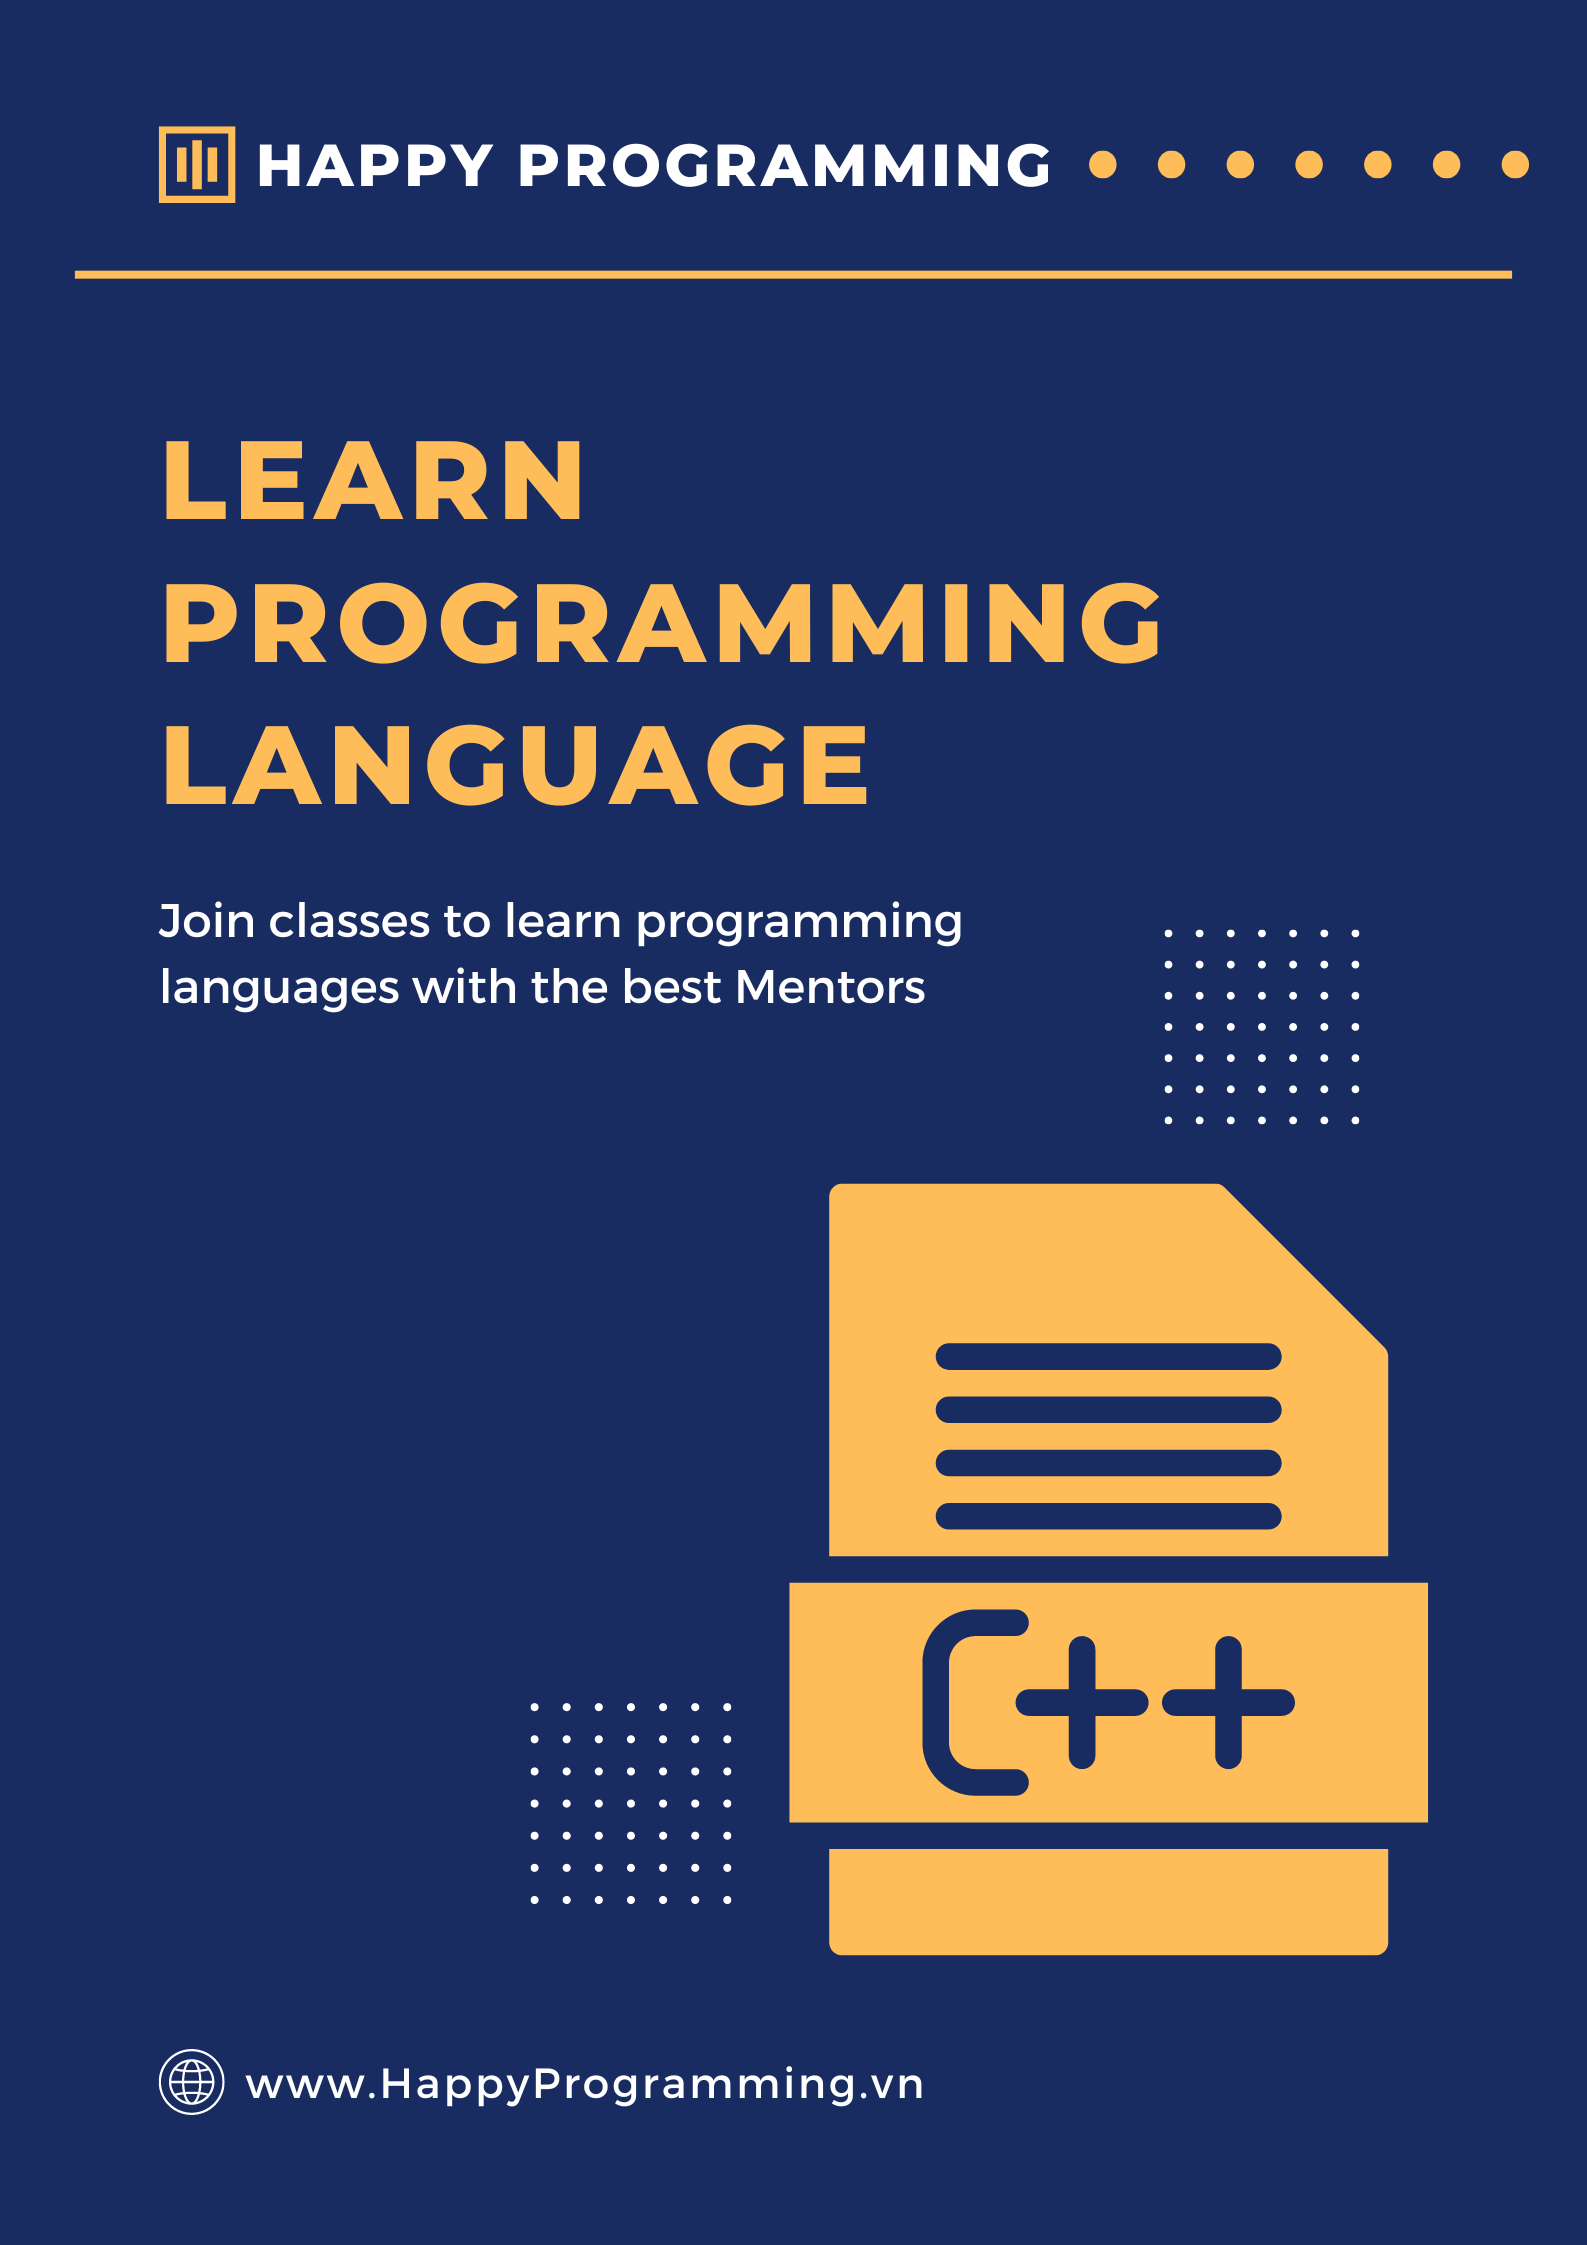 HAPPY PROGRAMMING
LEARN
PROGRAMMING
LANGUAGE
Join classes to learn programming
languages with the best Mentors
C++
www.HappyProgramming.vn